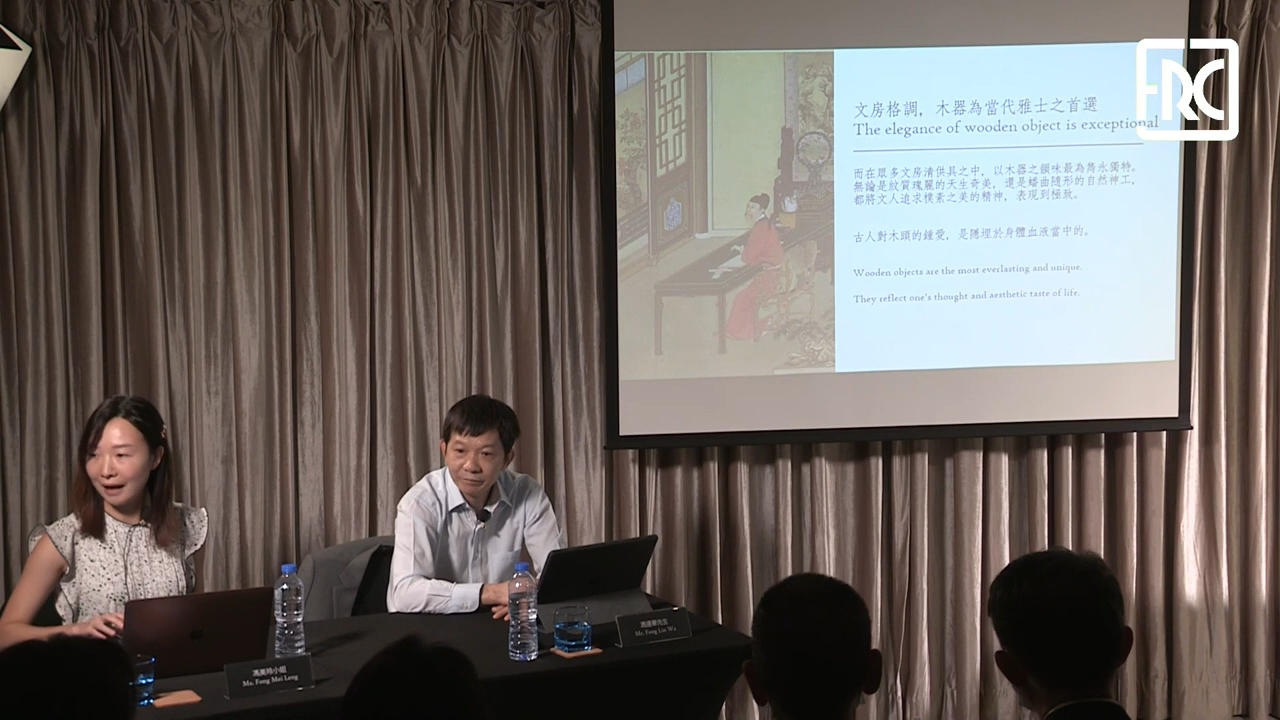 ERC
文房格調，木器為當代雅士之首選
The elegance of wooden object is exceptional
而在眾多文房清供具之中，以木器之韻味最為雋永獨特。
無論是紋質瑰麗的天生奇美，還是蟠曲隨形的自然神工，
都將文人追求樸素之美的精神，表現到極致。
古人對木頭的鍾愛，是隱埋於身體血液當中的。
Wooden objects are the most everlasting and unique.
They reflect one's thought and aesthetic taste of life.
馮美玲小姐
Ms. Fung Mei Leng
馮連華先生
Mr. Fung Lin Wa